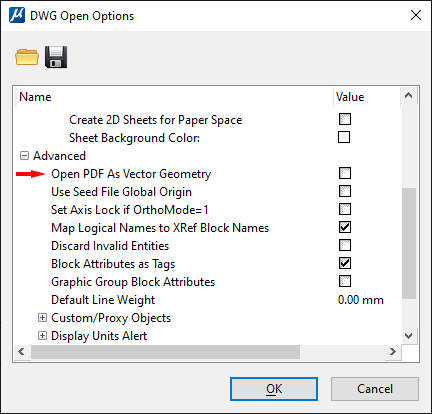 DWG Open Options
Name Value
Create 2D Sheets for Paper Space
Sheet Background Color:
Advanced
Open PDF As Vector Geometry
Use Seed File Global Origin
Set Axis Lock if OrthoMode=1
Map Logical Names to XRef Block Names
Discard Invalid Entities
Block Attributes as Tags
Graphic Group Block Attributes
Default Line Weight 0.00 mm
Custom/Proxy Objects
Display Units Alert
OK Cancel